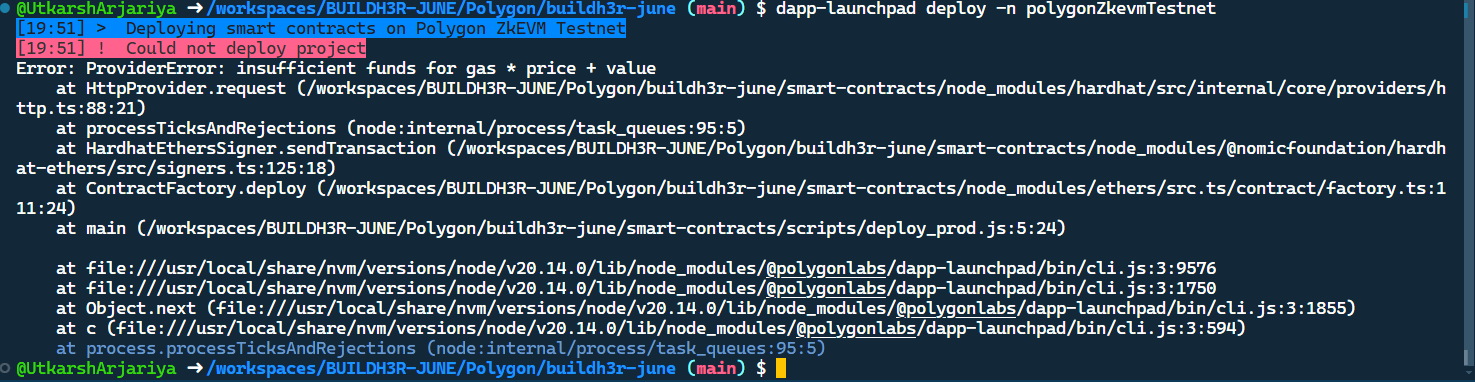 @UtkarshArjariya ➜/workspaces/BUILDH3R-JUNE/Polygon/buildh3r-june (main) $ dapp-launchpad deploy -n polygonZkevmTestnet
[19:51] >  Deploying smart contracts on Polygon ZkEVM Testnet
[19:51] !  Could not deploy project
Error: ProviderError: insufficient funds for gas * price + value
    at HttpProvider.request (/workspaces/BUILDH3R-JUNE/Polygon/buildh3r-june/smart-contracts/node_modules/hardhat/src/internal/core/providers/h
ttp.ts:88:21)
    at processTicksAndRejections (node:internal/process/task_queues:95:5)
    at HardhatEthersSigner.sendTransaction (/workspaces/BUILDH3R-JUNE/Polygon/buildh3r-june/smart-contracts/node_modules/@nomicfoundation/hardh
at-ethers/src/signers.ts:125:18)
    at ContractFactory.deploy (/workspaces/BUILDH3R-JUNE/Polygon/buildh3r-june/smart-contracts/node_modules/ethers/src.ts/contract/factory.ts:1
11:24)
    at main (/workspaces/BUILDH3R-JUNE/Polygon/buildh3r-june/smart-contracts/scripts/deploy_prod.js:5:24)
    at file:///usr/local/share/nvm/versions/node/v20.14.0/lib/node_modules/@polygonlabs/dapp-launchpad/bin/cli.js:3:9576
    at file:///usr/local/share/nvm/versions/node/v20.14.0/lib/node_modules/@polygonlabs/dapp-launchpad/bin/cli.js:3:1750
    at Object.next (file:///usr/local/share/nvm/versions/node/v20.14.0/lib/node_modules/@polygonlabs/dapp-launchpad/bin/cli.js:3:1855)
    at c (file:///usr/local/share/nvm/versions/node/v20.14.0/lib/node_modules/@polygonlabs/dapp-launchpad/bin/cli.js:3:594)
    at process.processTicksAndRejections (node:internal/process/task_queues:95:5)
@UtkarshArjariya ➜/workspaces/BUILDH3R-JUNE/Polygon/buildh3r-june (main) $